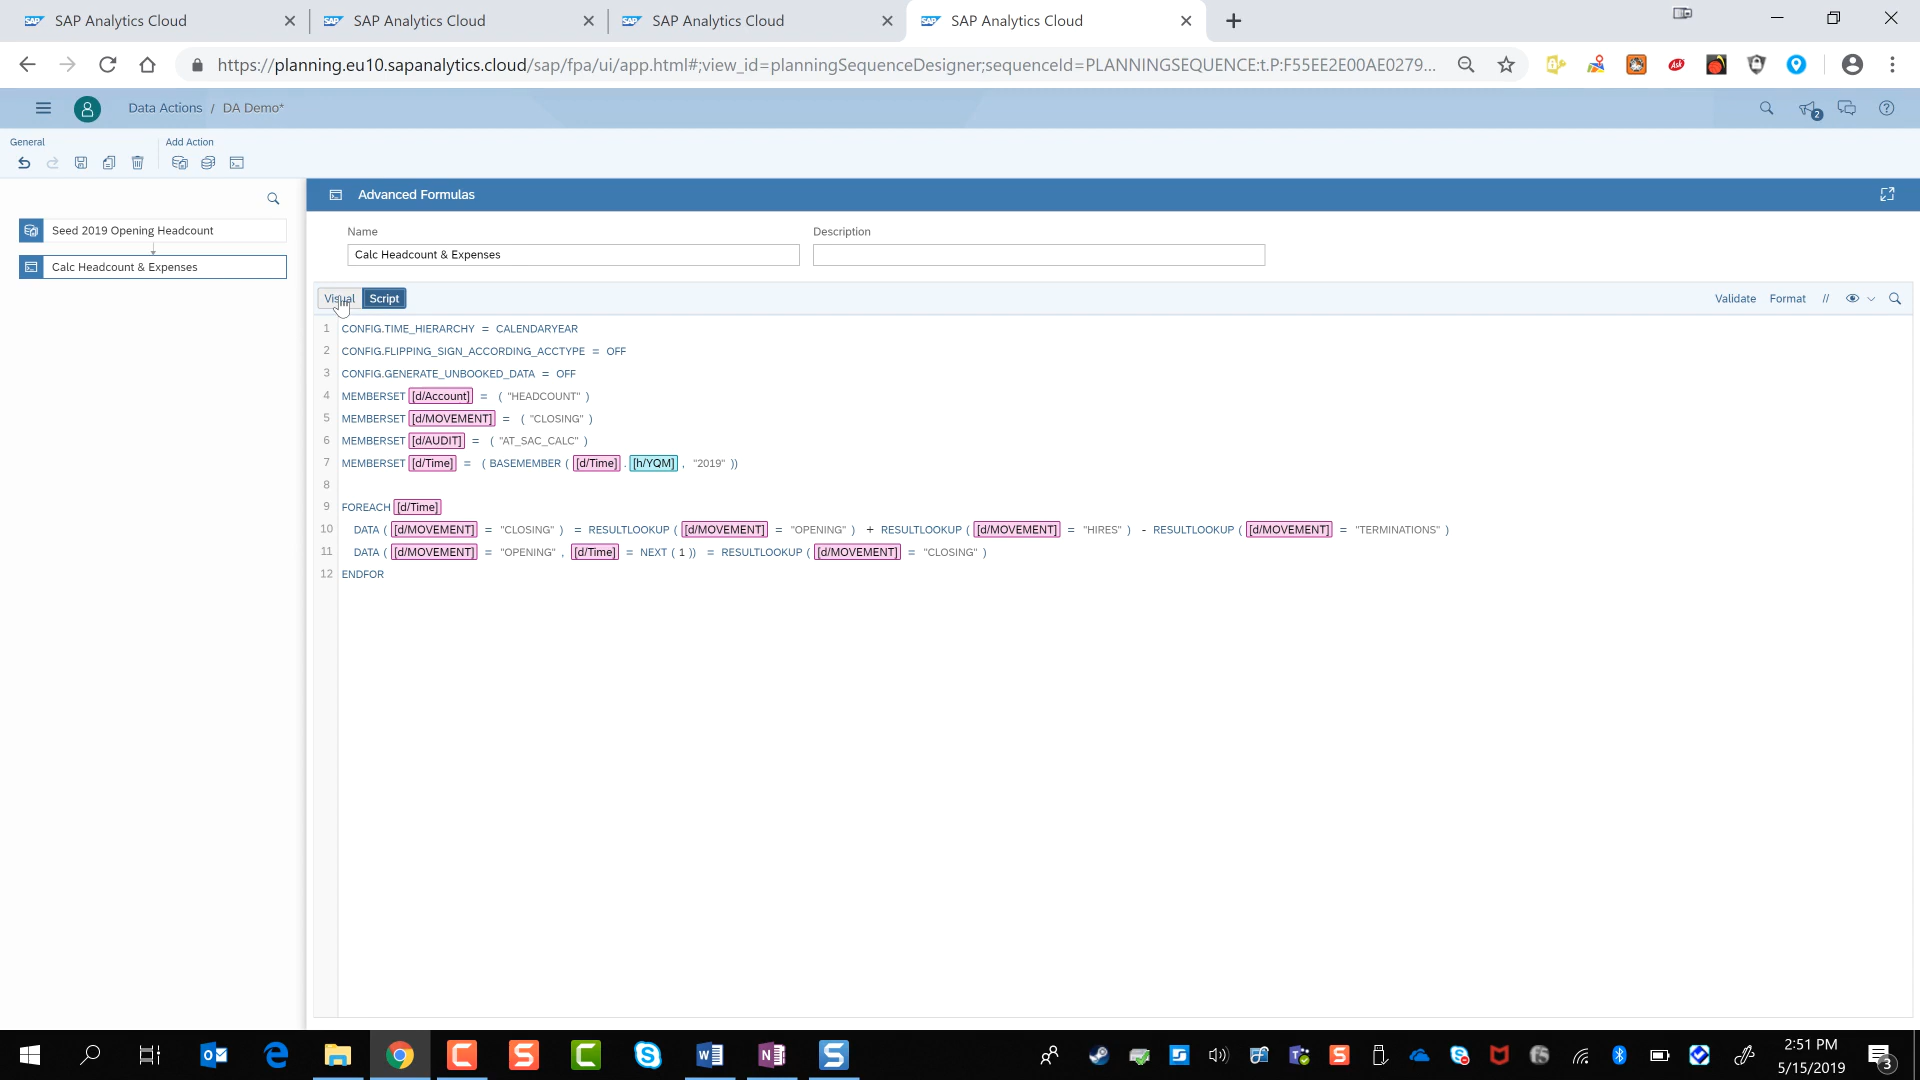 SAP Analytics Cloud
SAP Analytics Cloud
SAP Analytics Cloud
SAP Analytics Cloud
https://planning.eu10.sapanalytics.cloud/sap/fpa/ui/app.html#;view_id=planningSequenceDesigner;sequenceId=PLANNINGSEQUENCE:t.P:F55EE2E00AE0279...
Data Actions / DA Demo*
2
General
Add Action
Seed 2019 Opening Headcount
Calc Headcount & Expenses
Advanced Formulas
Name
Description
Calc Headcount & Expenses
Visual
Script
Validate
Format
//
1 CONFIG.TIME_HIERARCHY = CALENDARYEAR
2 CONFIG.FLIPPING_SIGN_ACCORDING_ACCTYPE = OFF
3 CONFIG.GENERATE_UNBOOKED_DATA = OFF
4 MEMBERSET [d/Account] = ( "HEADCOUNT" )
5 MEMBERSET [d/MOVEMENT] = ( "CLOSING" )
6 MEMBERSET [d/AUDIT] = ( "AT_SAC_CALC" )
7 MEMBERSET [d/Time] = ( BASEMEMBER ( [d/Time] . [h/YQM] , "2019" ))
8
9 FOREACH [d/Time]
10 DATA ( [d/MOVEMENT] = "CLOSING" ) = RESULTLOOKUP ( [d/MOVEMENT] = "OPENING" ) + RESULTLOOKUP ( [d/MOVEMENT] = "HIRES" ) - RESULTLOOKUP ( [d/MOVEMENT] = "TERMINATIONS" )
11 DATA ( [d/MOVEMENT] = "OPENING" , [d/Time] = NEXT ( 1 )) = RESULTLOOKUP ( [d/MOVEMENT] = "CLOSING" )
12 ENDFOR
2:51 PM
5/15/2019
3